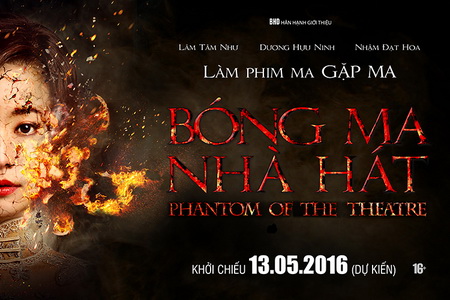 BHD HÂN HẠNH GIỚI THIỆU
LÂM TÂM NHƯ DƯƠNG HỰU NINH NHẬM ĐẠT HOA
LÀM PHIM MA GẶP MA
BÓNG MA
NHÀ HÁT
PHANTOM OF THE THEATRE
KHỞI CHIẾU 13.05.2016 (DỰ KIẾN) 16+